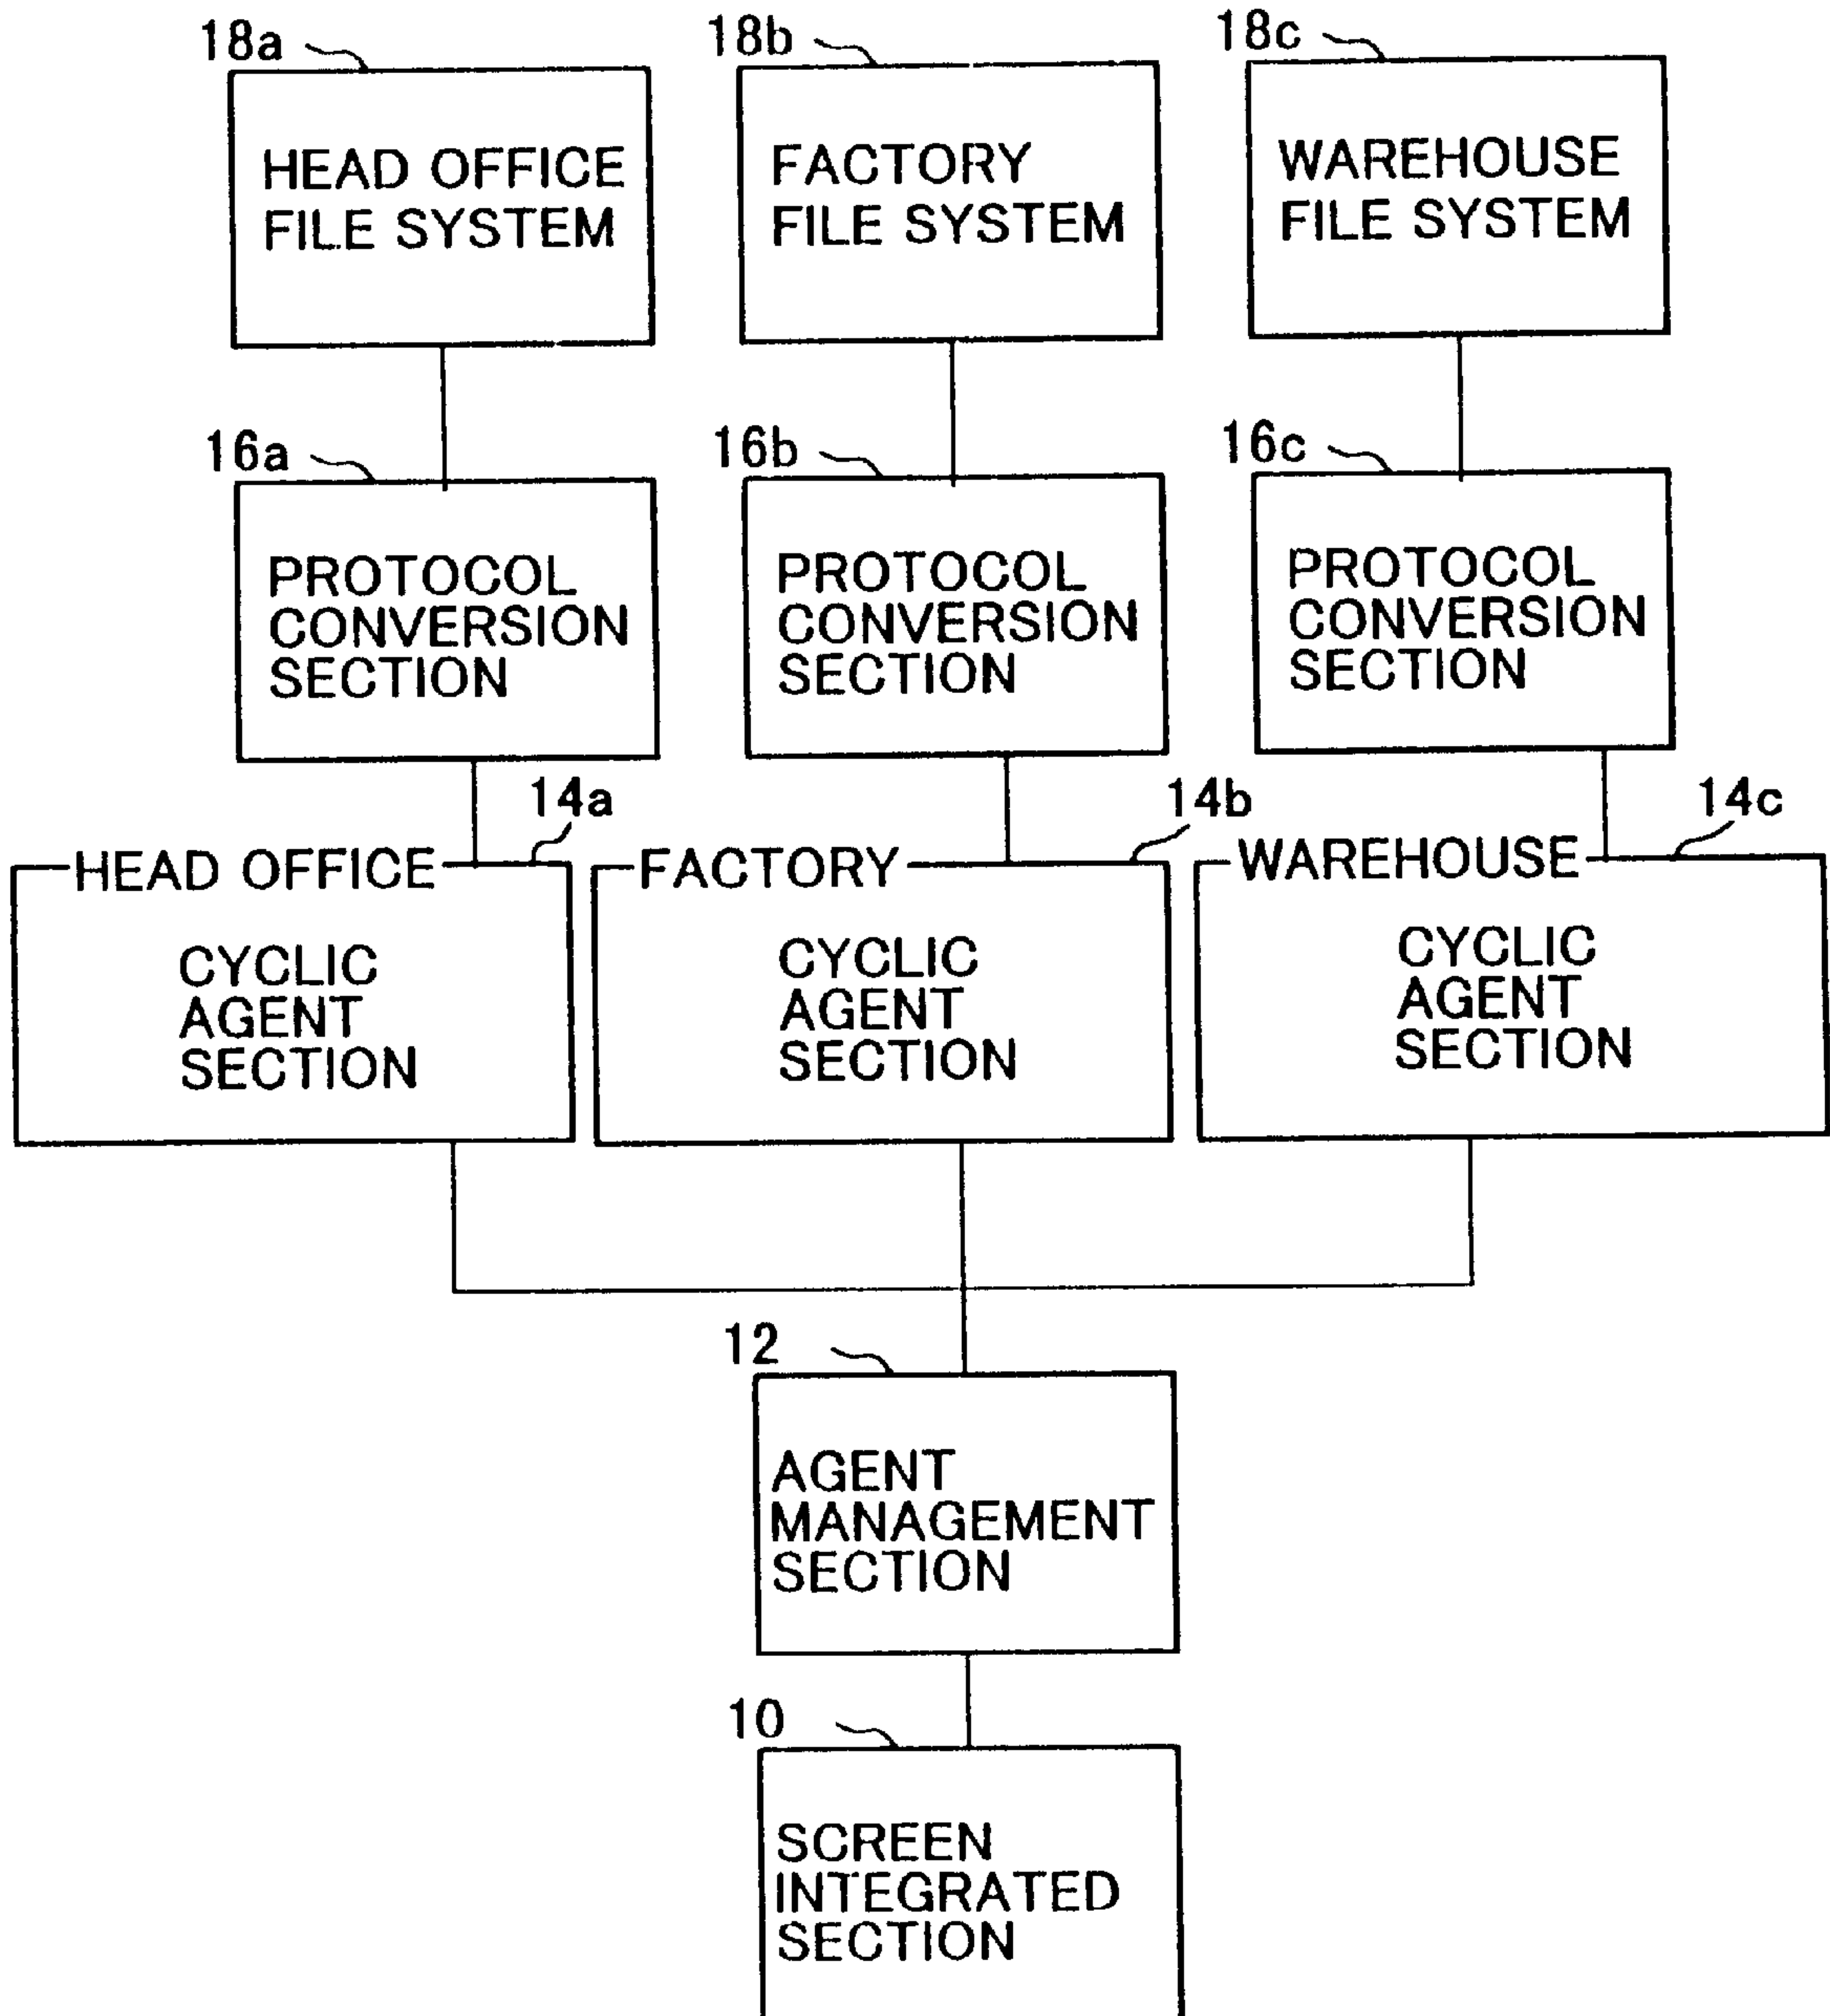 18a
18b
18c
HEAD OFFICE
FILE SYSTEM
FACTORY
FILE SYSTEM
WAREHOUSE
FILE SYSTEM
16a
16b
16c
PROTOCOL
CONVERSION
SECTION
PROTOCOL
CONVERSION
SECTION
PROTOCOL
CONVERSION
SECTION
14a
14b
14c
HEAD OFFICE
CYCLIC
AGENT
SECTION
FACTORY
CYCLIC
AGENT
SECTION
WAREHOUSE
CYCLIC
AGENT
SECTION
12
AGENT
MANAGEMENT
SECTION
10
SCREEN
INTEGRATED
SECTION